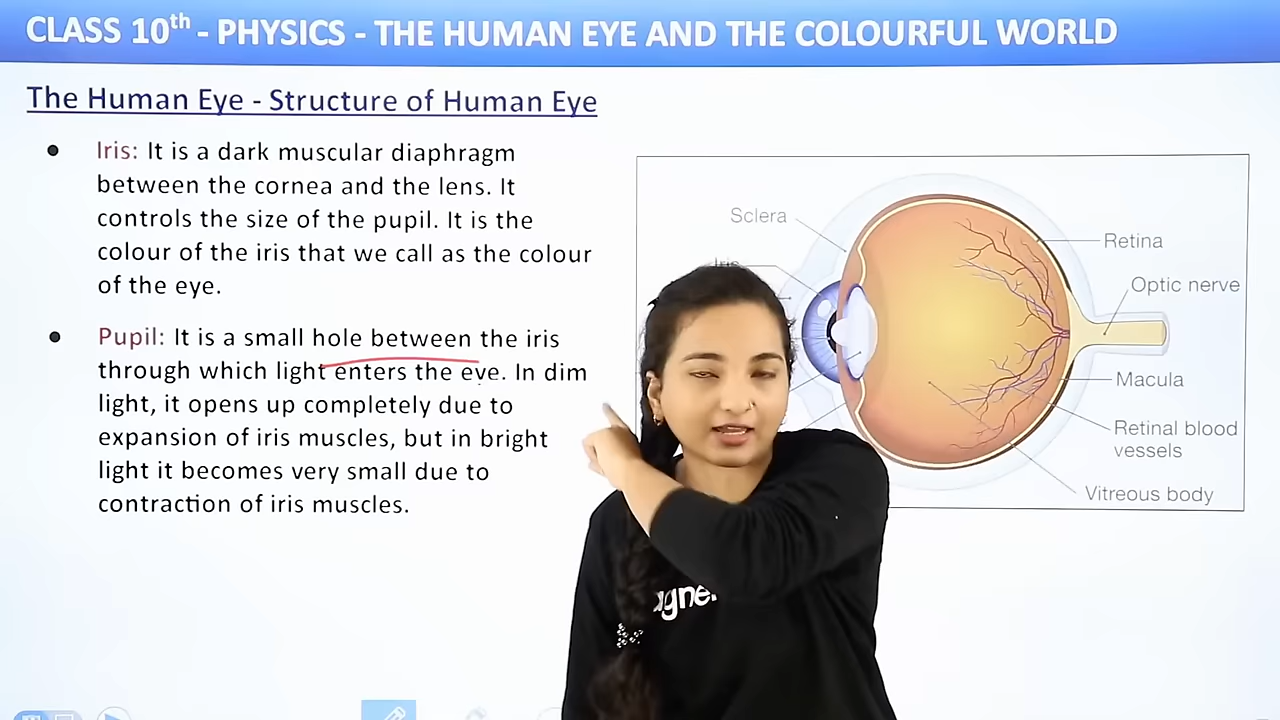 CLASS 10th - PHYSICS - THE HUMAN EYE AND THE COLOURFUL WORLD
The Human Eye - Structure of Human Eye
Iris: It is a dark muscular diaphragm
between the cornea and the lens. It
controls the size of the pupil. It is the
colour of the iris that we call as the colour
of the eye.
Pupil: It is a small hole between the iris
through which light enters the eye. In dim
light, it opens up completely due to
expansion of iris muscles, but in bright
light it becomes very small due to
contraction of iris muscles.
Sclera
Iris
Retina
Optic nerve
Macula
Retinal blood
vessels
Vitreous body